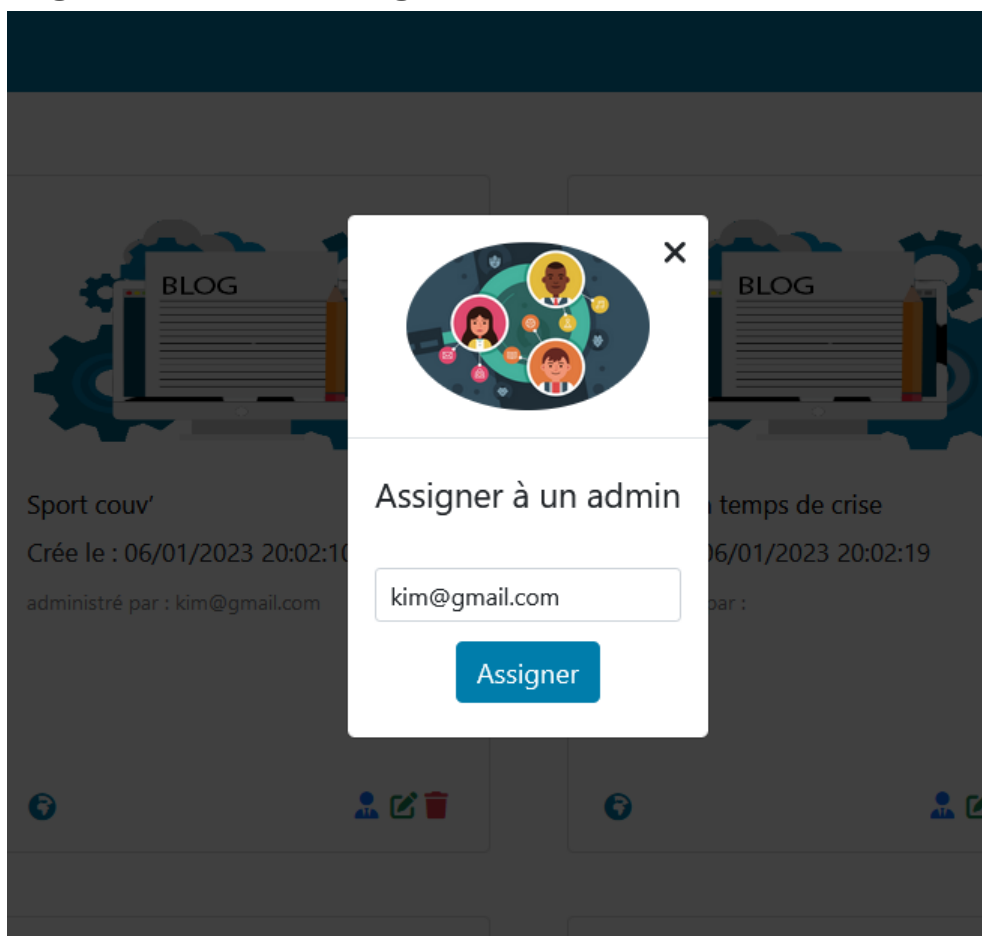 BLOG
BLOG
Sport couv'
Crée le : 06/01/2023 20:02:10
administré par : kim@gmail.com
Assigner à un admin
kim@gmail.com
Assigner
temps de crise
06/01/2023 20:02:19
par :